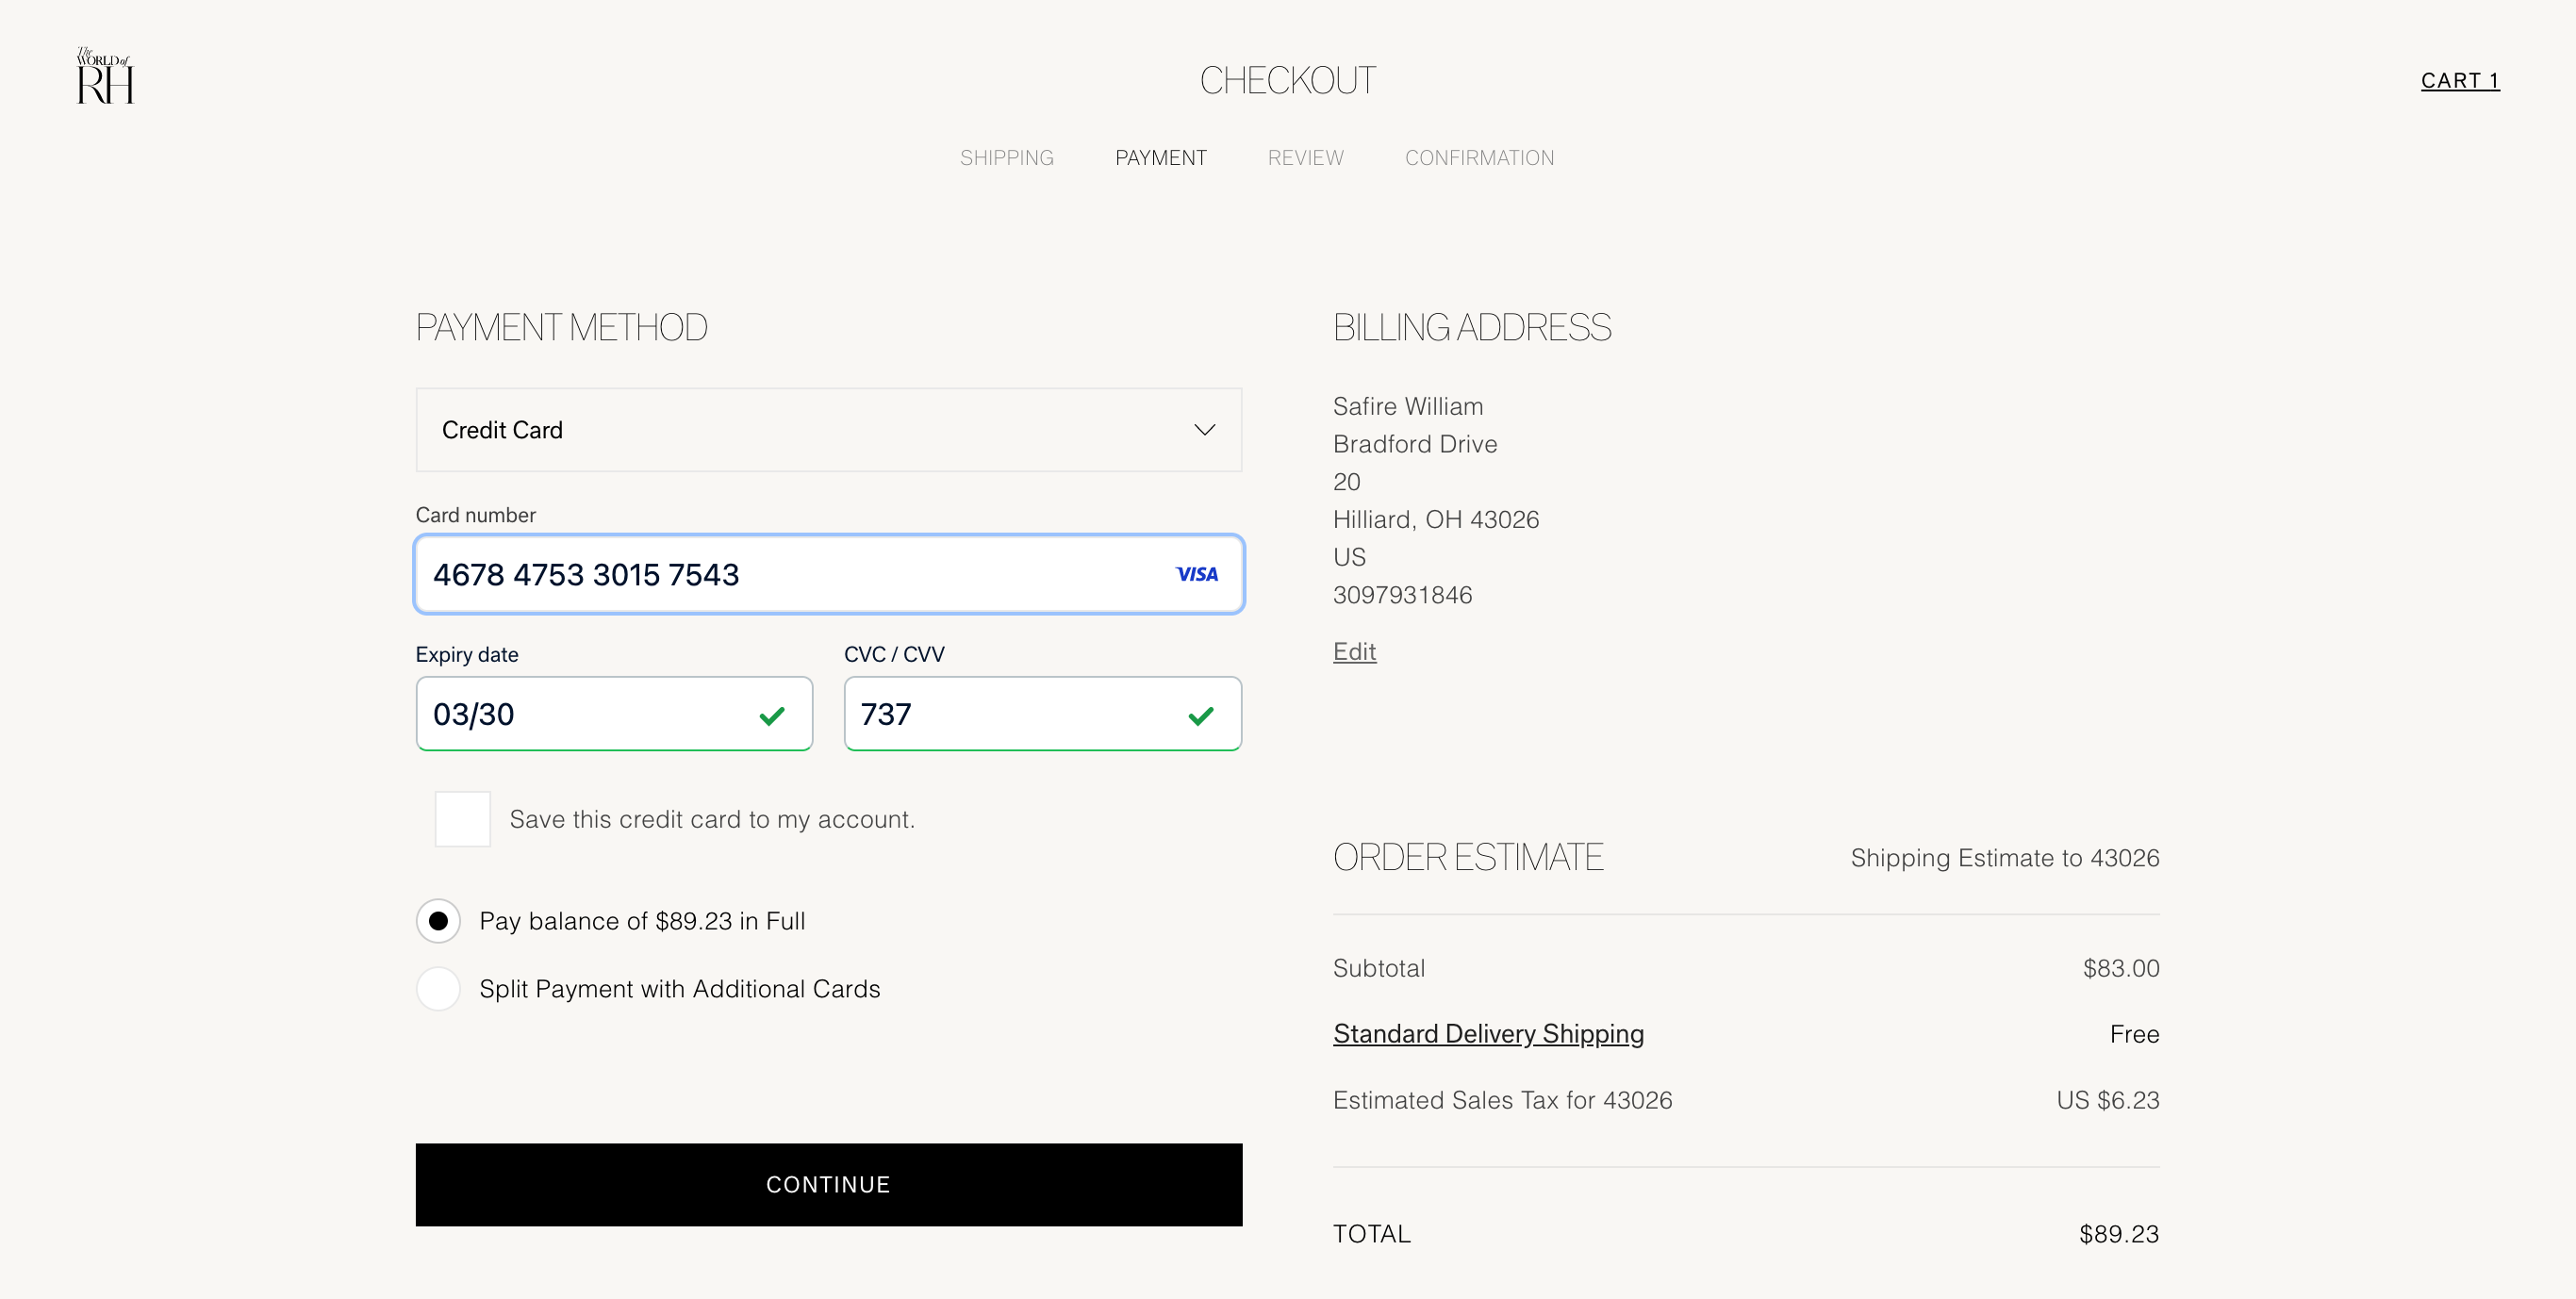 The
WORLD of
RH
CHECKOUT
CART 1
SHIPPING PAYMENT REVIEW CONFIRMATION
PAYMENT METHOD
Credit Card
Card number
4678 4753 3015 7543 VISA
Expiry date CVC / CVV
03/30 737
Save this credit card to my account.
Pay balance of $89.23 in Full
Split Payment with Additional Cards
CONTINUE
BILLING ADDRESS
Safire William
Bradford Drive
20
Hilliard, OH 43026
US
3097931846
Edit
ORDER ESTIMATE Shipping Estimate to 43026
Subtotal $83.00
Standard Delivery Shipping Free
Estimated Sales Tax for 43026 US $6.23
TOTAL $89.23